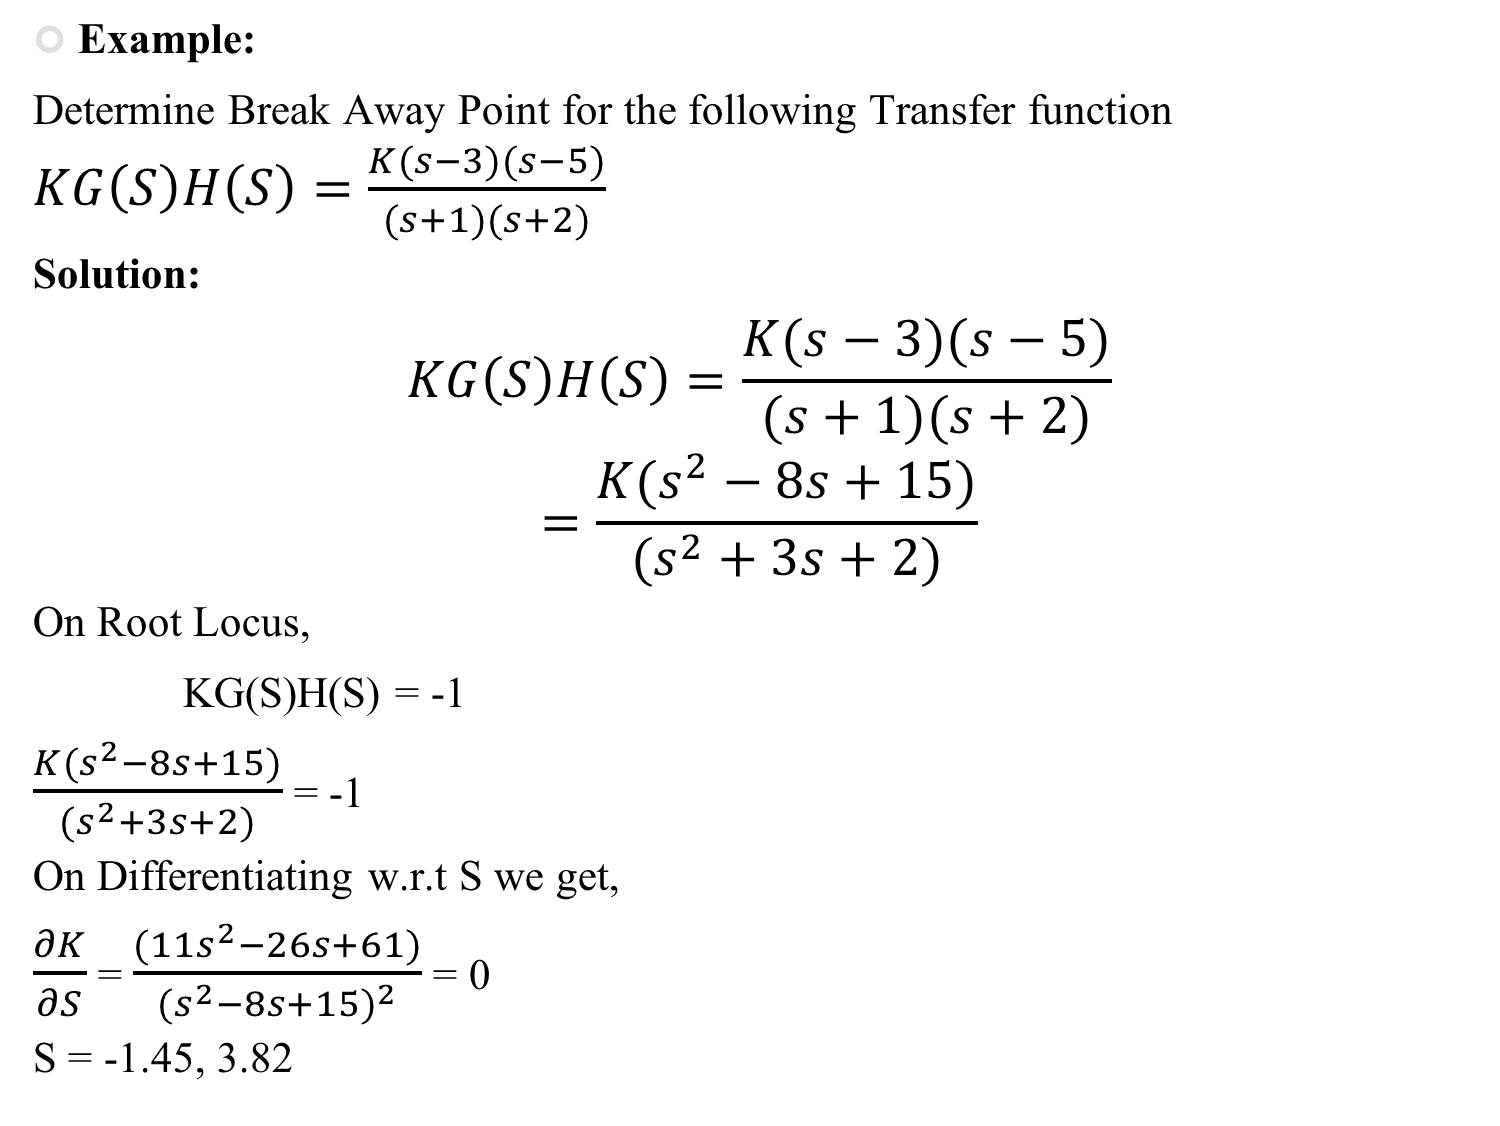 Example:
Determine Break Away Point for the following Transfer function
KG(S)H(S) = K(s−3)(s−5) / (s+1)(s+2)
Solution:
KG(S)H(S) = K(s − 3)(s − 5) / (s + 1)(s + 2)
= K(s² − 8s + 15) / (s² + 3s + 2)
On Root Locus,
KG(S)H(S) = -1
K(s²−8s+15) / (s²+3s+2) = -1
On Differentiating w.r.t S we get,
∂K / ∂S = (11s²−26s+61) / (s²−8s+15)² = 0
S = -1.45, 3.82